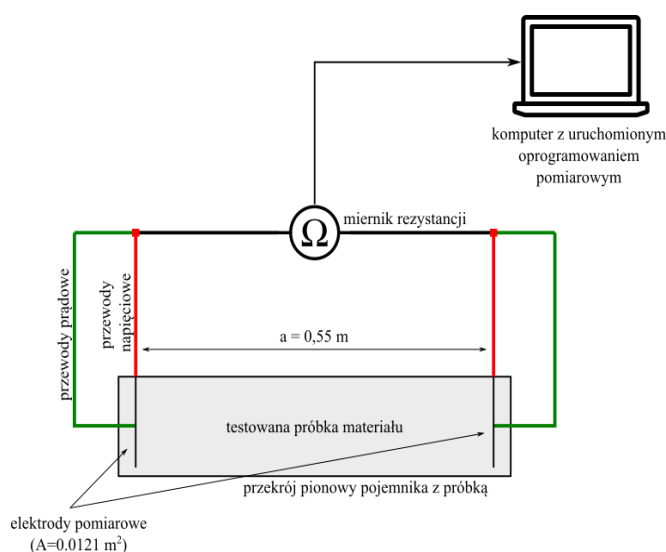 komputer z uruchomionym
oprogramowaniem
pomiarowym
miernik rezystancji
Ω
przewody prądowe
przewody
napięciowe
a = 0,55 m
testowana próbka materiału
przekrój pionowy pojemnika z próbką
elektrody pomiarowe
(A=0.0121 m²)